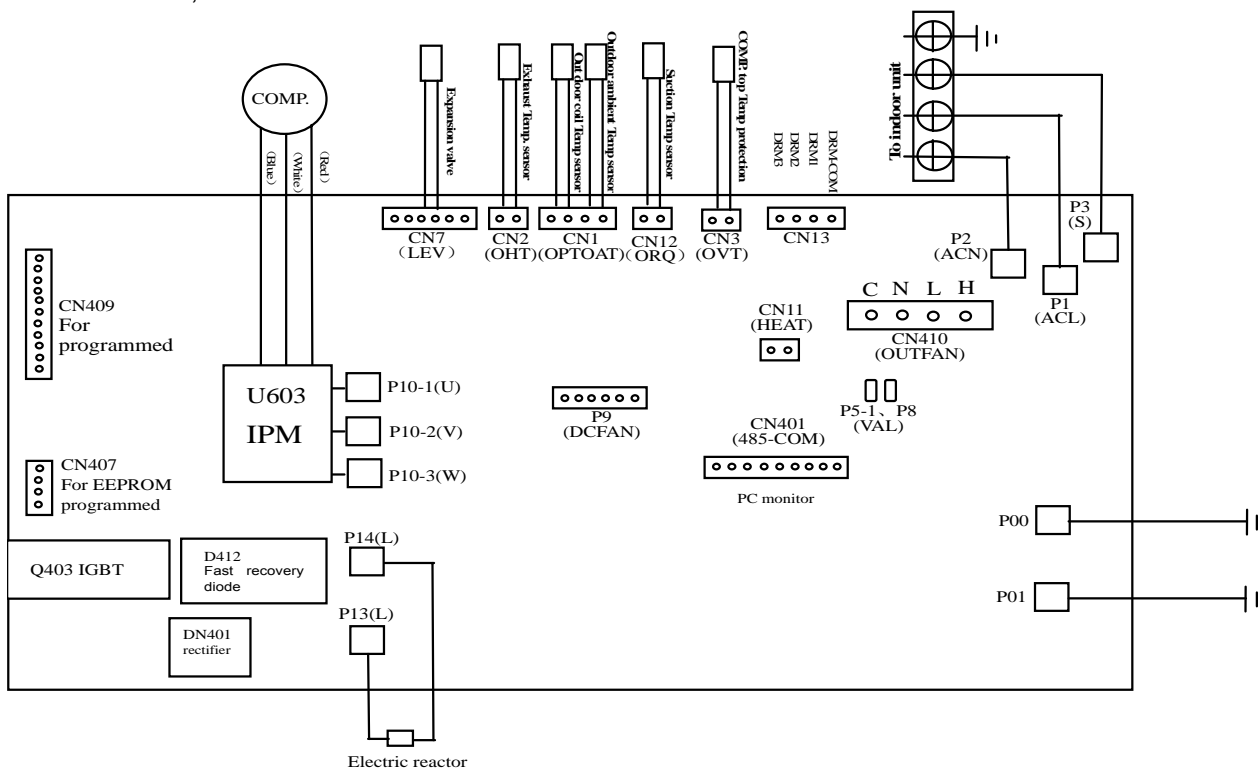 COMP.
(Blue)
(White)
(Red)
Expansion valve
Exhaust Temp. sensor
Out door coil Temp sensor
Outdoor ambient Temp sensor
Suction Temp sensor
COMP. top Temp protection
DRM3
DRM2
DRM1
DRM-COM
To indoor unit
CN7
(LEV)
CN2
(OHT)
CN1
(OPTOAT)
CN12
(ORQ)
CN3
(OVT)
CN13
P2
(ACN)
P3
(S)
P1
(ACL)
CN409
For
programmed
CN11
(HEAT)
C N L H
CN410
(OUTFAN)
U603
IPM
P10-1(U)
P10-2(V)
P10-3(W)
P9
(DCFAN)
P5-1、P8
(VAL)
CN401
(485-COM)
PC monitor
CN407
For EEPROM
programmed
P00
P01
Q403 IGBT
D412
Fast recovery
diode
P14(L)
P13(L)
DN401
rectifier
Electric reactor